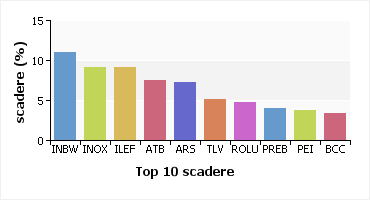 15
10
5
0
scadere (%)
INBW INOX ILEF ATB ARS TLV ROLU PREB PEI BCC
Top 10 scadere